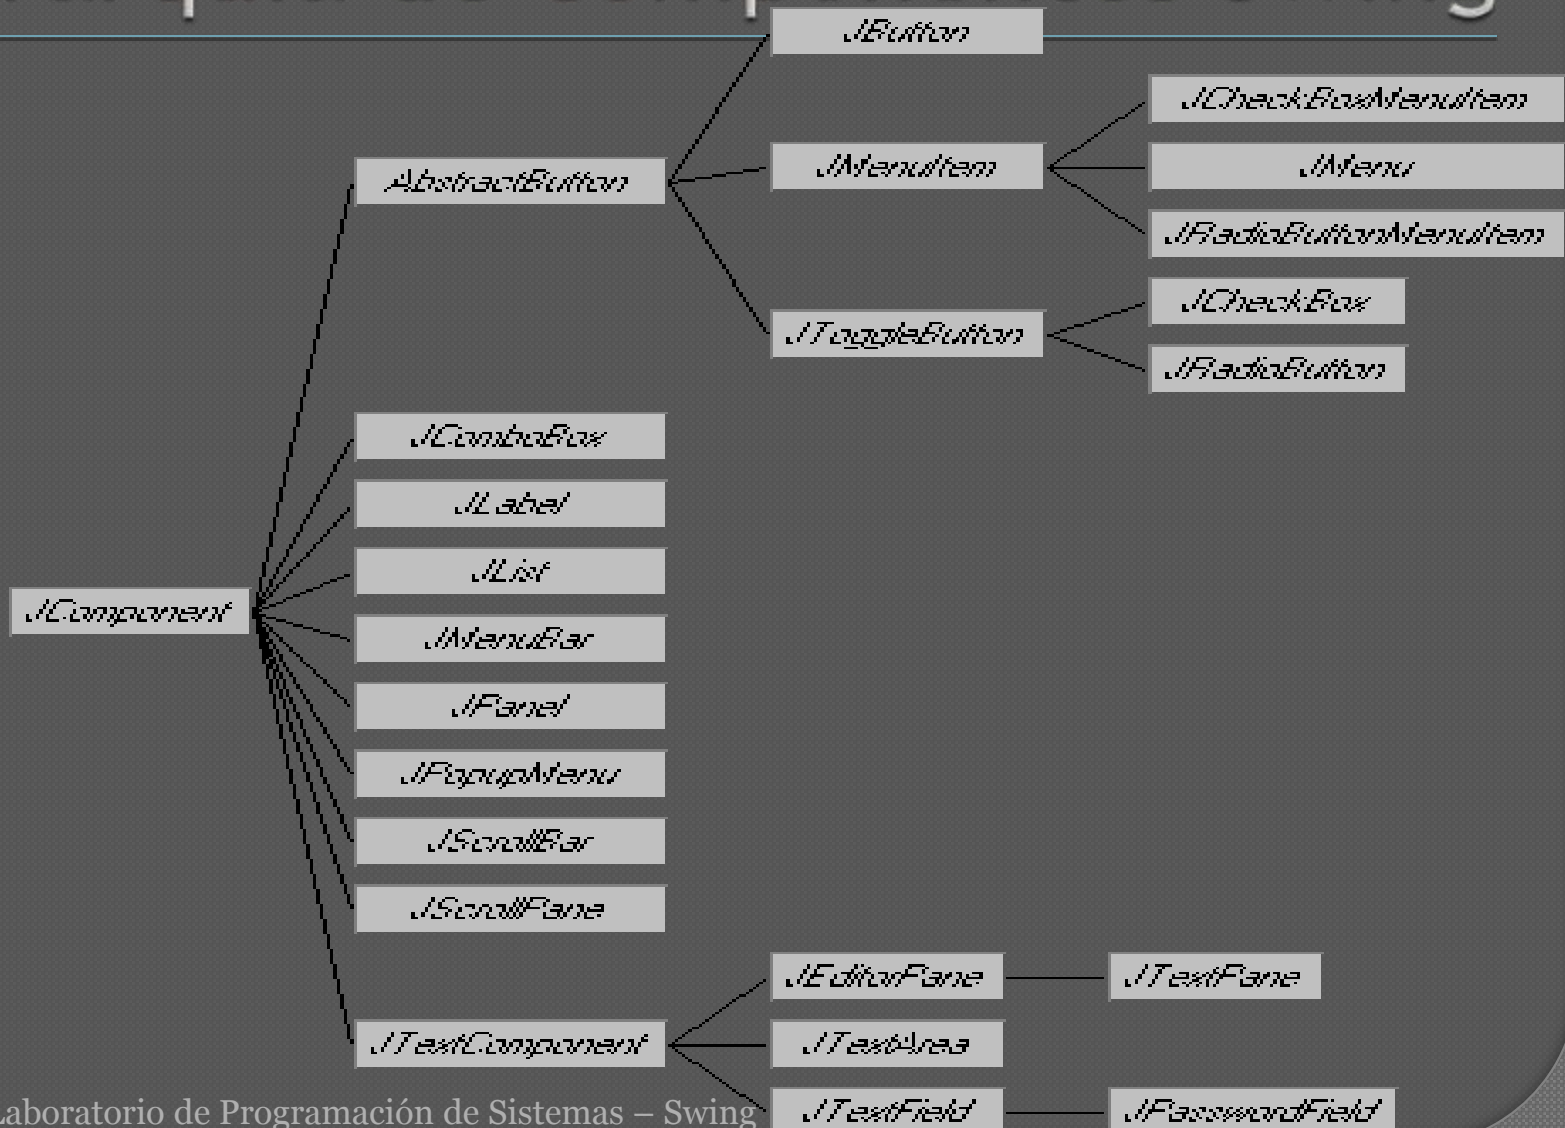 JButton
JCheckBoxMenuItem
AbstractButton
JMenuItem
JMenu
JRadioButtonMenuItem
JToggleButton
JCheckBox
JRadioButton
JComboBox
JLabel
JList
JComponent
JMenuBar
JPanel
JPopupMenu
JScrollBar
JScrollPane
JEditorPane
JTextPane
JTextComponent
JTextArea
JTextField
JPasswordField
Laboratorio de Programación de Sistemas – Swing